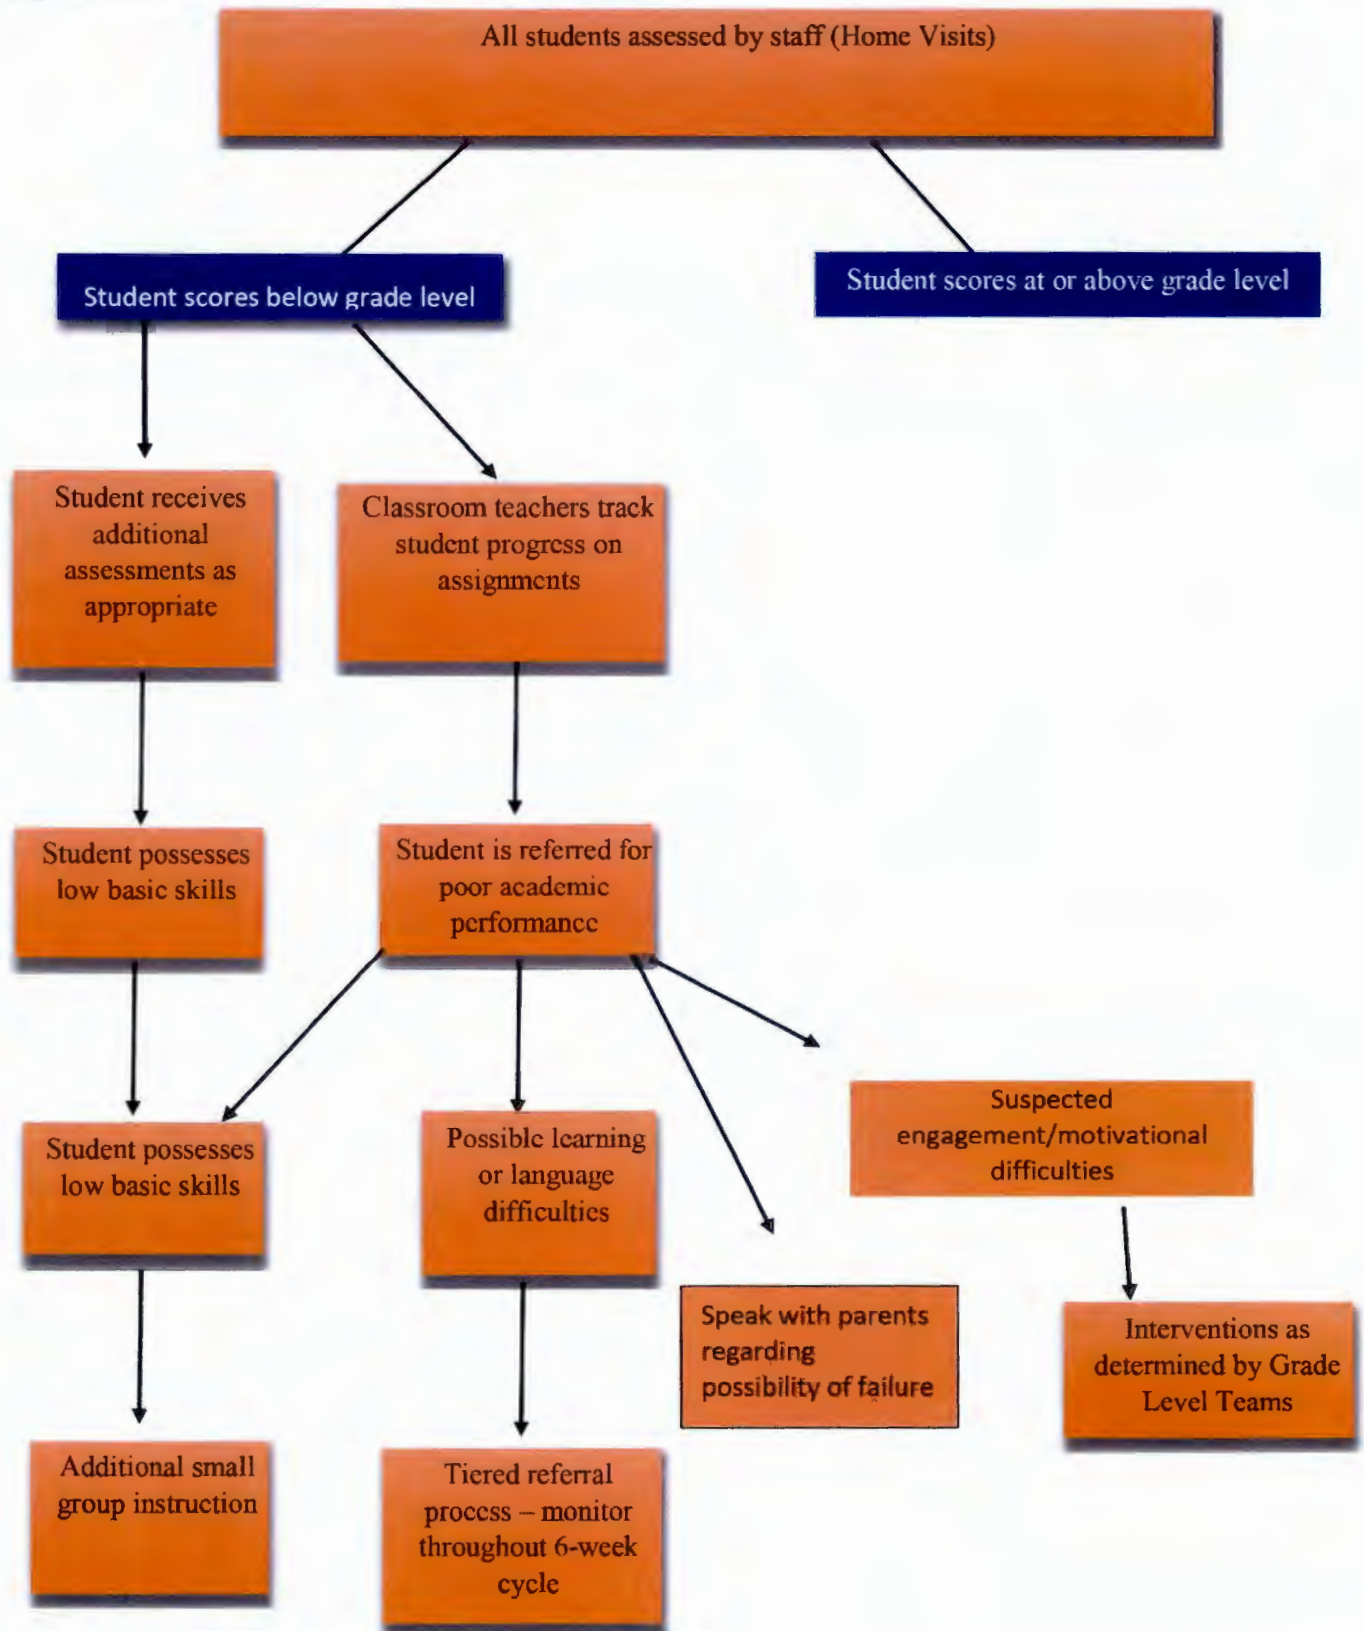 All students assessed by staff (Home Visits)
Student scores below grade level
Student scores at or above grade level
Student receives
additional
assessments as
appropriate
Classroom teachers track
student progress on
assignments
Student possesses
low basic skills
Student is referred for
poor academic
performance
Student possesses
low basic skills
Possible learning
or language
difficulties
Suspected
engagement/motivational
difficulties
Speak with parents
regarding
possibility of failure
Interventions as
determined by Grade
Level Teams
Additional small
group instruction
Tiered referral
process – monitor
throughout 6-week
cycle